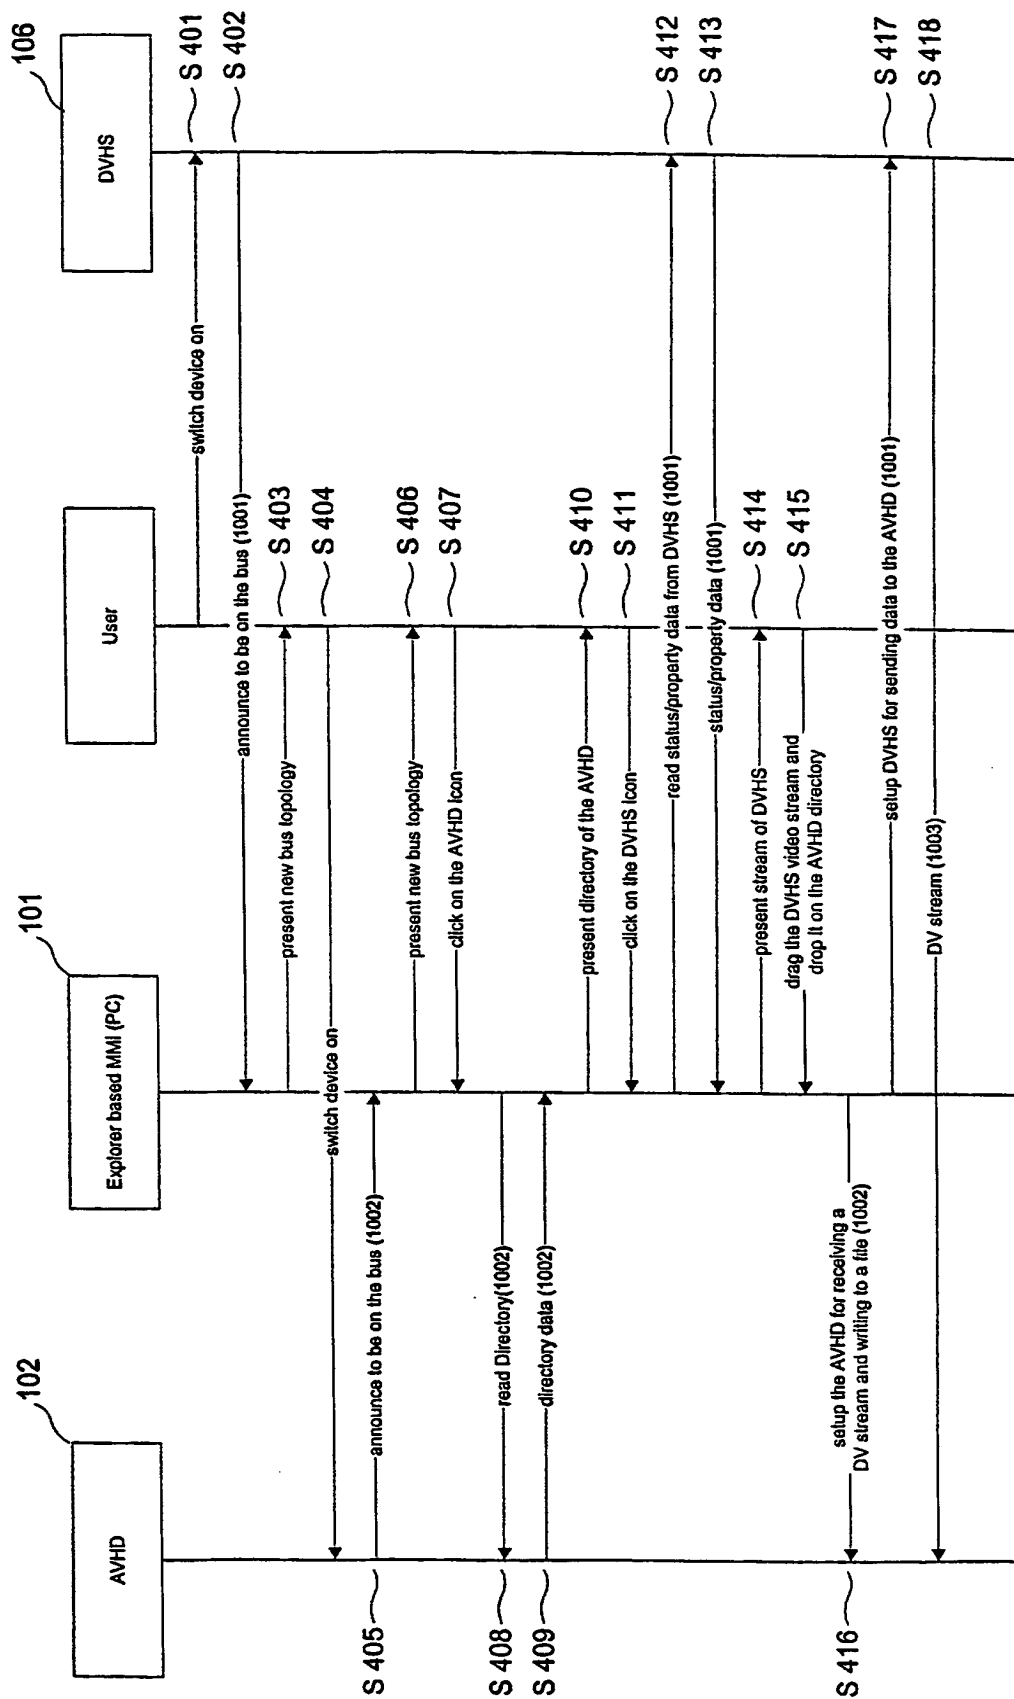 AVHD
102
Explorer based MMI (PC)
101
User
DVHS
106
switch device on
S 401
announce to be on the bus (1001)
S 402
present new bus topology
S 403
switch device on
S 404
S 405
announce to be on the bus (1002)
present new bus topology
S 406
click on the AVHD icon
S 407
S 408
read Directory(1002)
S 409
directory data (1002)
present directory of the AVHD
S 410
click on the DVHS icon
S 411
read status/property data from DVHS (1001)
S 412
status/property data (1001)
S 413
present stream of DVHS
S 414
drag the DVHS video stream and
drop it on the AVHD directory
S 415
S 416
setup the AVHD for receiving a
DV stream and writing to a file (1002)
setup DVHS for sending data to the AVHD (1001)
S 417
DV stream (1003)
S 418